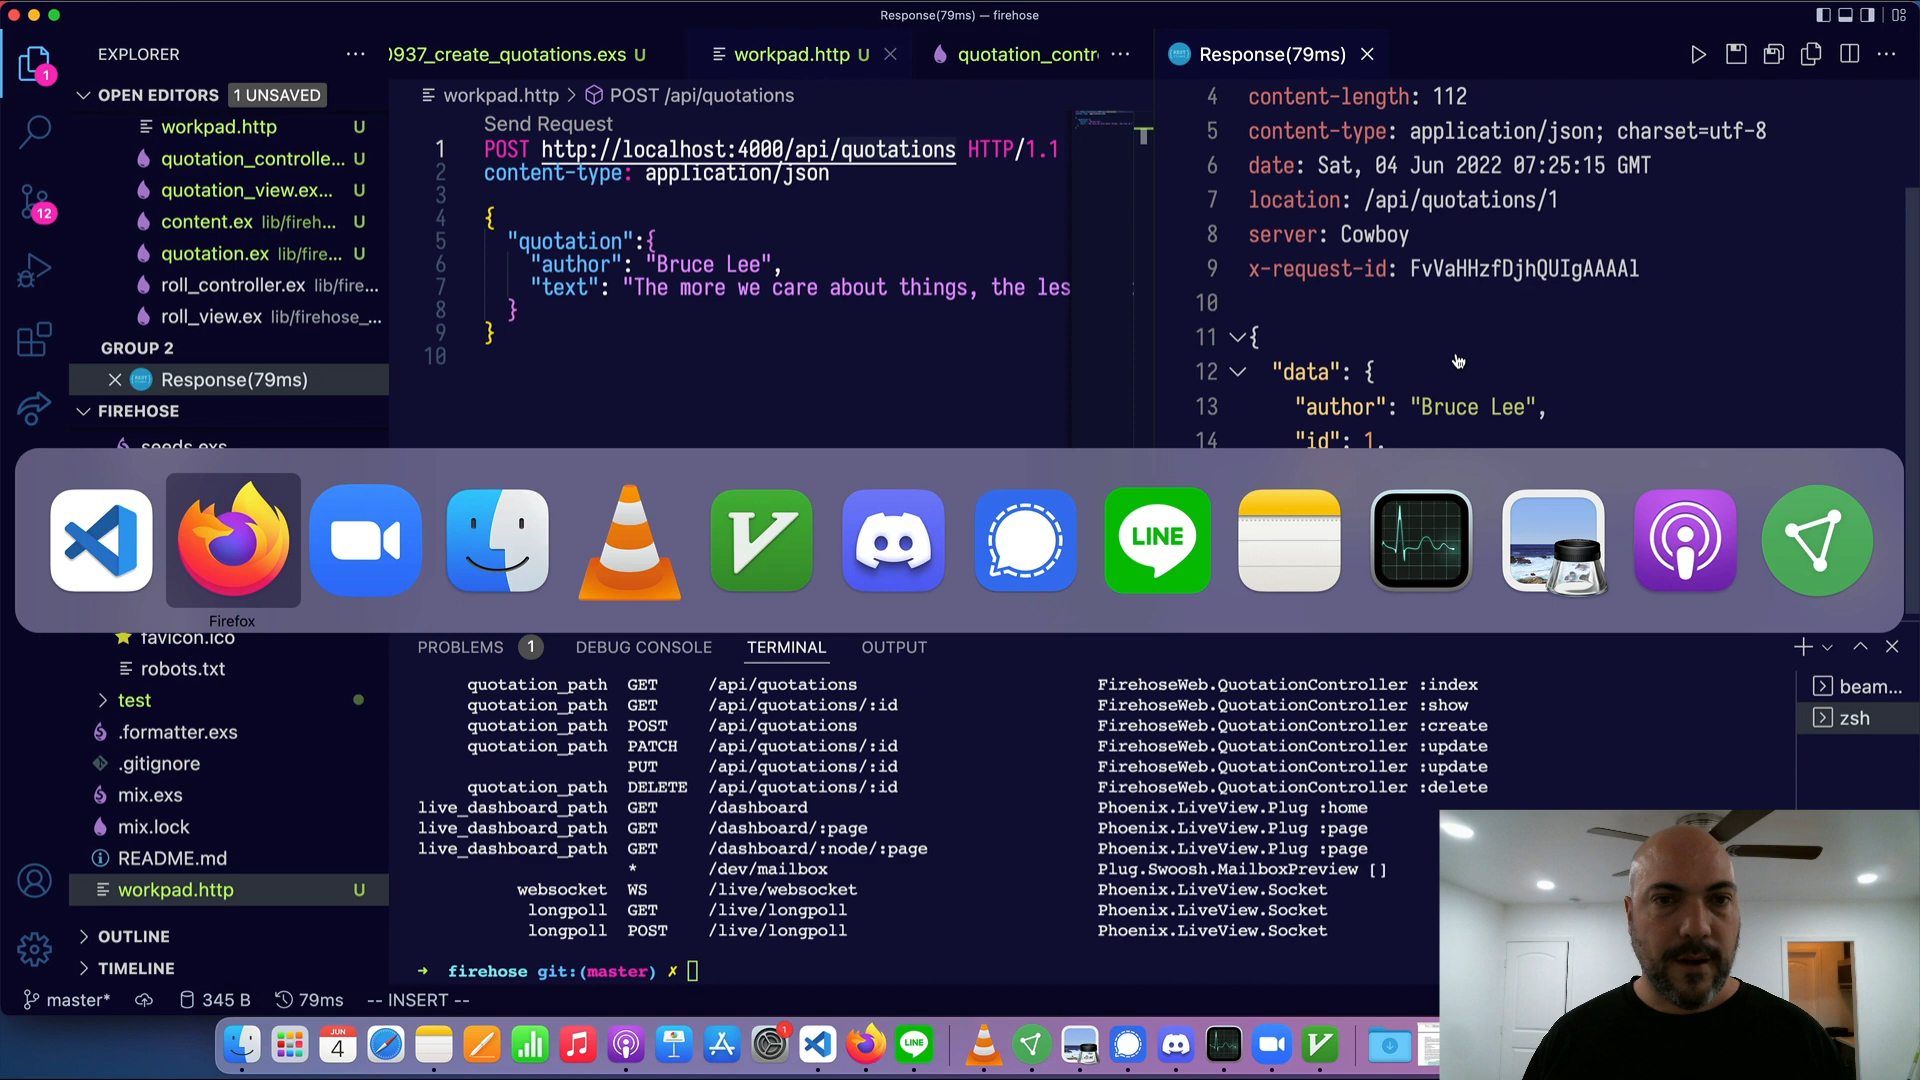 Response(79ms) — firehose
EXPLORER
OPEN EDITORS
1 UNSAVED
workpad.http U
quotation_controlle... U
quotation_view.ex... U
content.ex lib/fireh... U
quotation.ex lib/fire... U
roll_controller.ex lib/fire...
roll_view.ex lib/firehose_...
GROUP 2
Response(79ms)
FIREHOSE
seeds.exs
favicon.ico
robots.txt
test
.formatter.exs
.gitignore
mix.exs
mix.lock
README.md
workpad.http U
OUTLINE
TIMELINE
1
12
0937_create_quotations.exs U
workpad.http U
quotation_contr
workpad.http > POST /api/quotations
Send Request
1 POST http://localhost:4000/api/quotations HTTP/1.1
2 content-type: application/json
3
4 {
5 "quotation":{
6 "author": "Bruce Lee",
7 "text": "The more we care about things, the les
8 }
9 }
10
Response(79ms)
4 content-length: 112
5 content-type: application/json; charset=utf-8
6 date: Sat, 04 Jun 2022 07:25:15 GMT
7 location: /api/quotations/1
8 server: Cowboy
9 x-request-id: FvVaHHzfDjhQUIgAAAAl
10
11 {
12 "data": {
13 "author": "Bruce Lee",
14 "id": 1,
LINE
Firefox
PROBLEMS 1 DEBUG CONSOLE TERMINAL OUTPUT
quotation_path GET /api/quotations FirehoseWeb.QuotationController :index
quotation_path GET /api/quotations/:id FirehoseWeb.QuotationController :show
quotation_path POST /api/quotations FirehoseWeb.QuotationController :create
quotation_path PATCH /api/quotations/:id FirehoseWeb.QuotationController :update
PUT /api/quotations/:id FirehoseWeb.QuotationController :update
quotation_path DELETE /api/quotations/:id FirehoseWeb.QuotationController :delete
live_dashboard_path GET /dashboard Phoenix.LiveView.Plug :home
live_dashboard_path GET /dashboard/:page Phoenix.LiveView.Plug :page
live_dashboard_path GET /dashboard/:node/:page Phoenix.LiveView.Plug :page
* /dev/mailbox Plug.Swoosh.MailboxPreview []
websocket WS /live/websocket Phoenix.LiveView.Socket
longpoll GET /live/longpoll Phoenix.LiveView.Socket
longpoll POST /live/longpoll Phoenix.LiveView.Socket
→ firehose git:(master) ✗
beam...
zsh
master* 345 B 79ms -- INSERT --
JUN
4
1
LINE